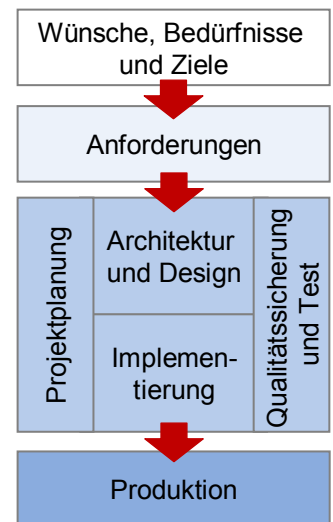 Wünsche, Bedürfnisse
und Ziele
Anforderungen
Projektplanung
Architektur
und Design
Implemen-
tierung
Qualitätssicherung
und Test
Produktion